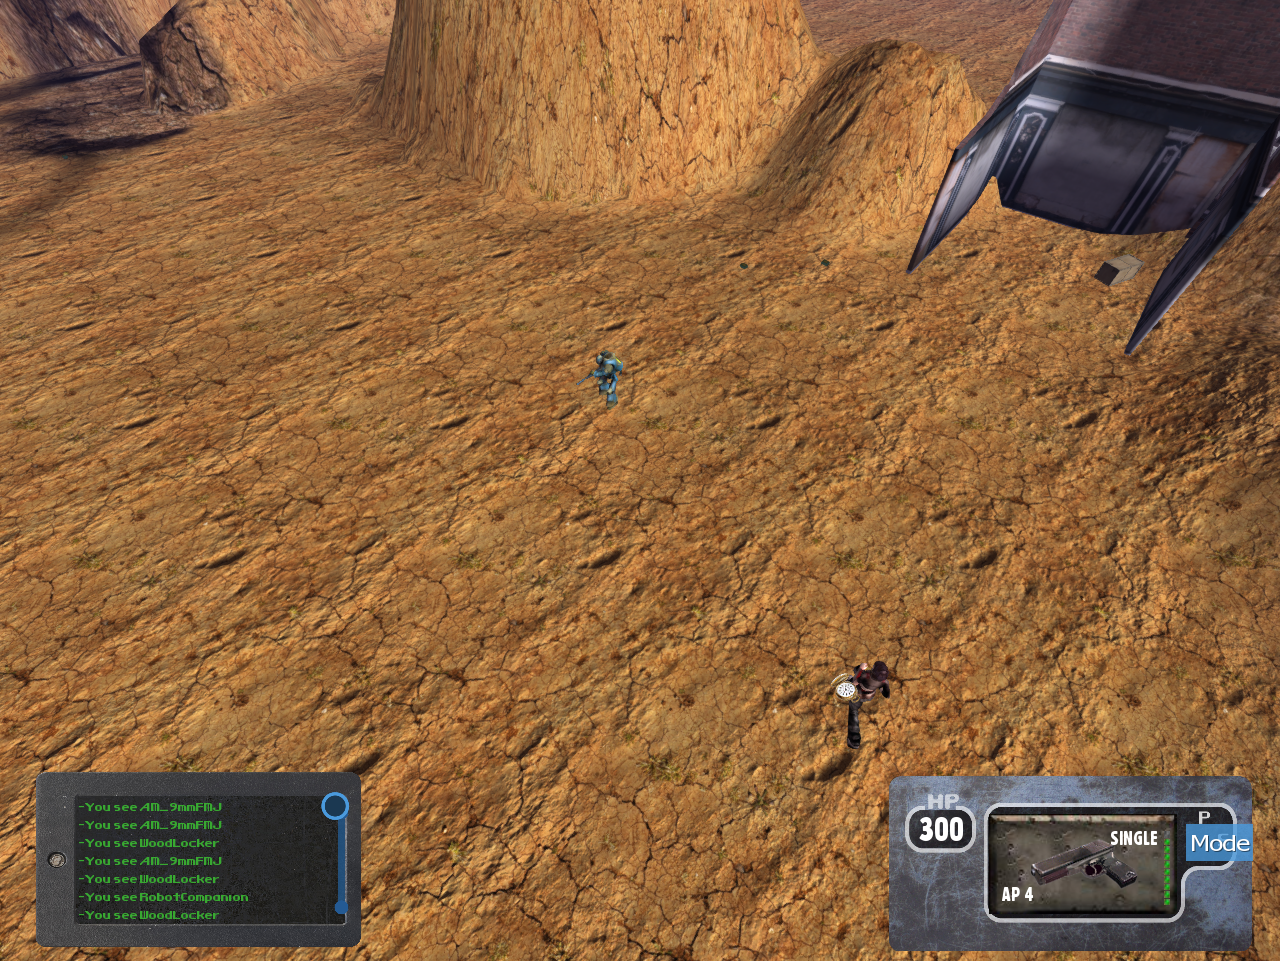 -You see AM_9mmFMJ
-You see AM_9mmFMJ
-You see WoodLocker
-You see AM_9mmFMJ
-You see WoodLocker
-You see RobotCompanion
-You see WoodLocker
HP
300
SINGLE
AP 4
P
Mode